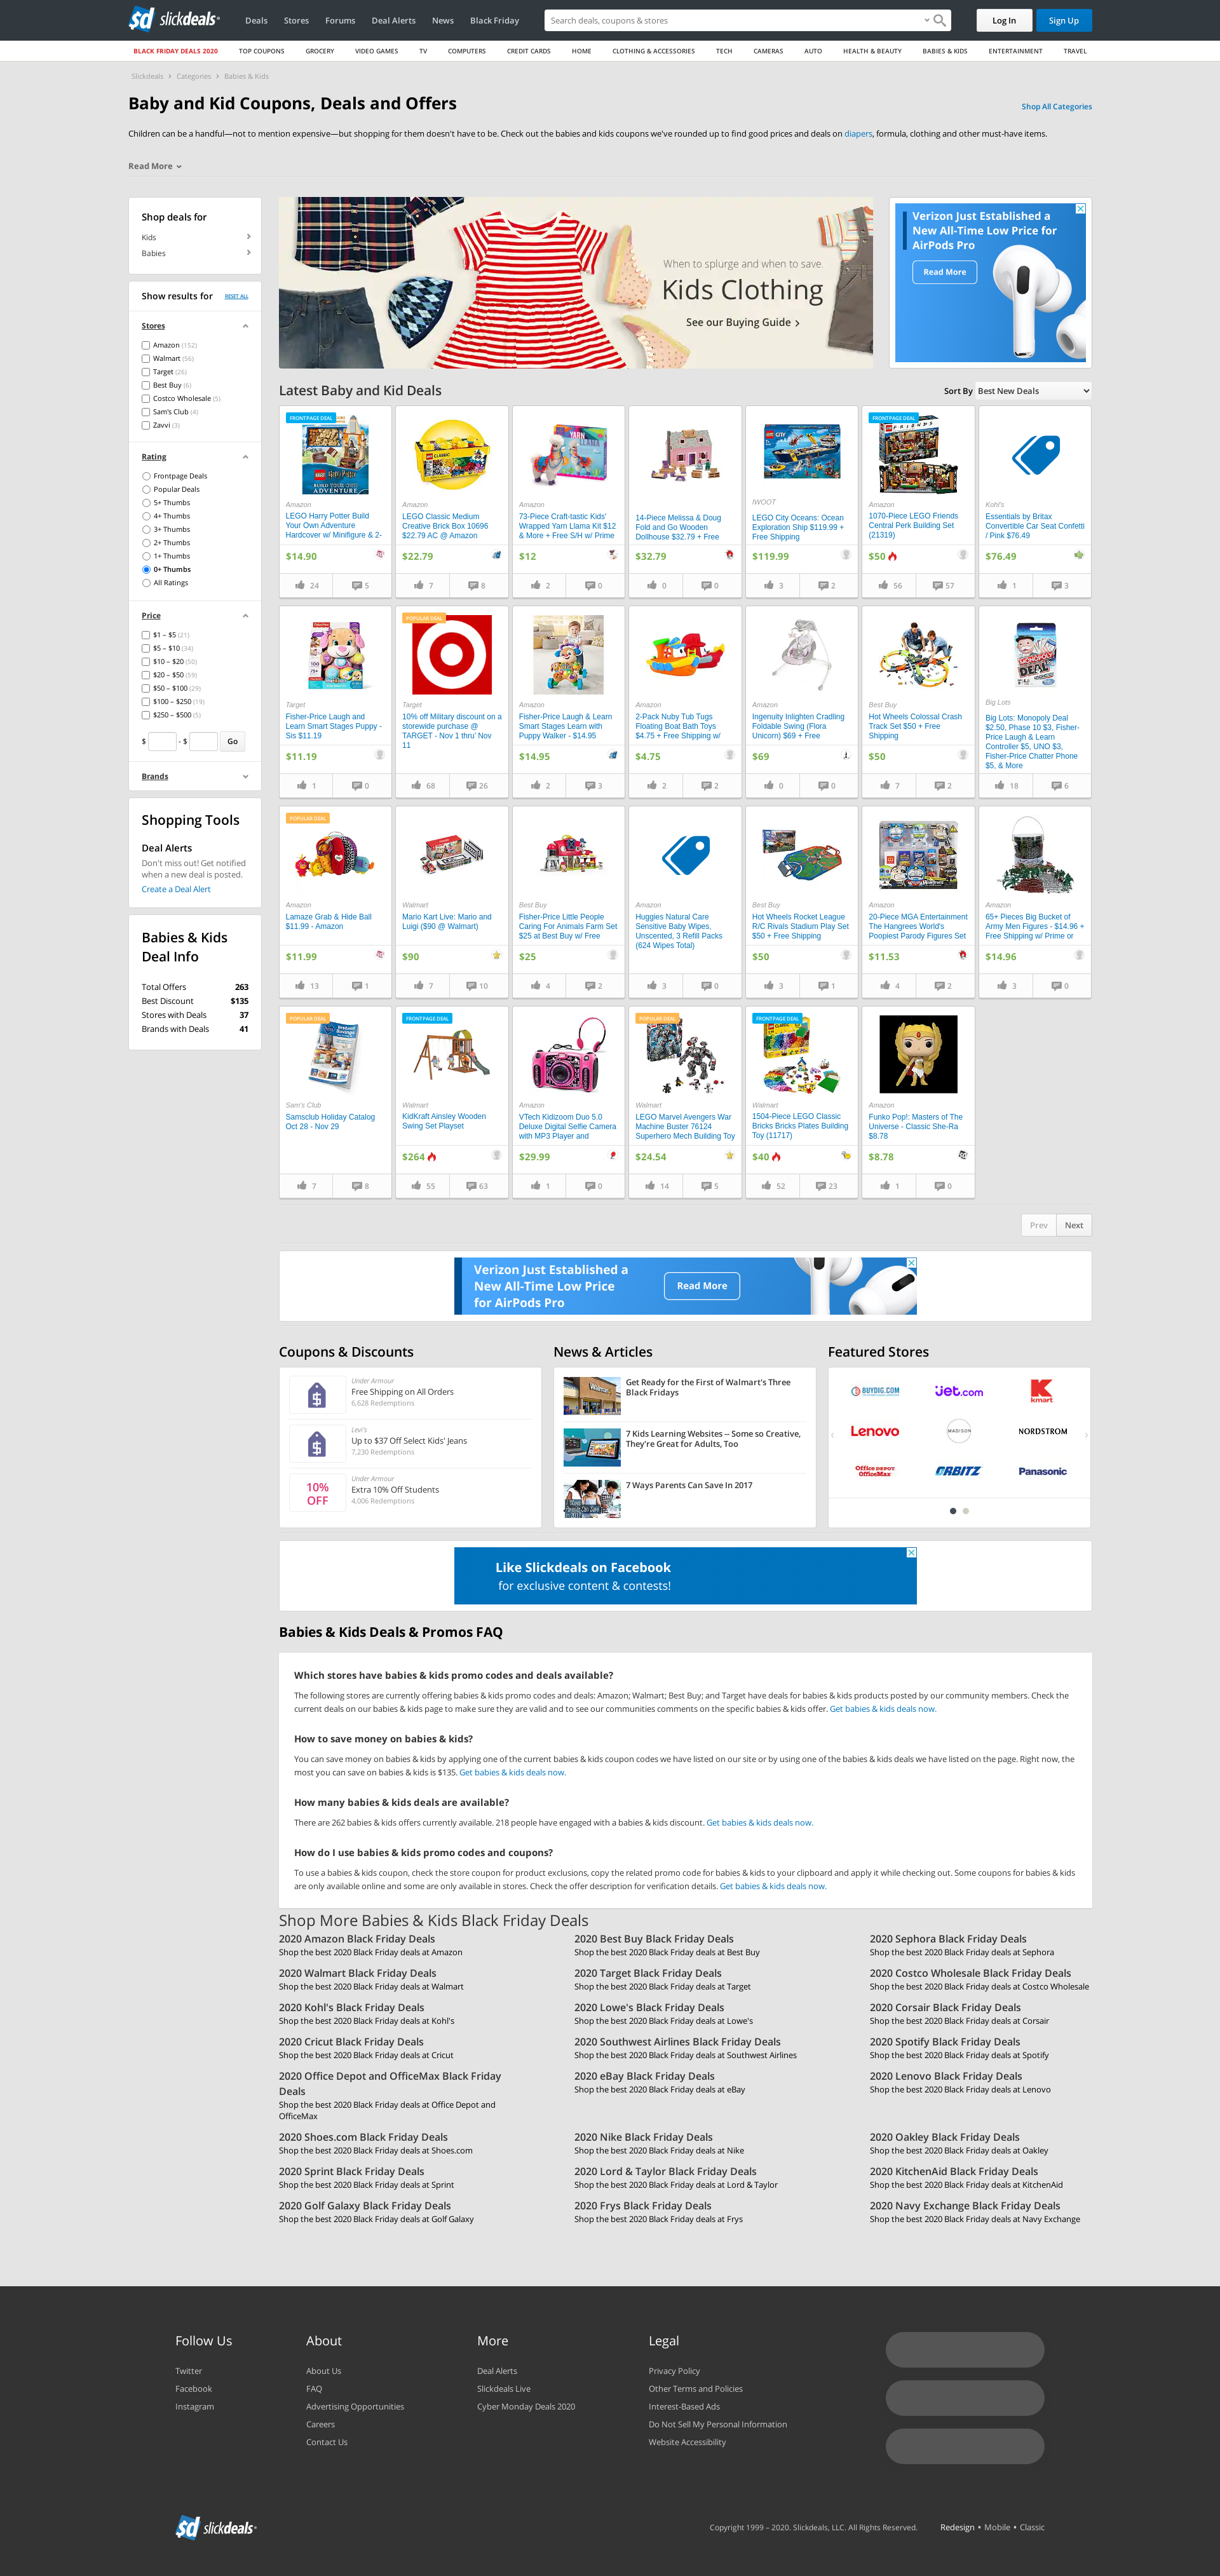 slickdeals
Deals
Stores
Forums
Deal Alerts
News
Black Friday
Search deals, coupons & stores
Log In
Sign Up
BLACK FRIDAY DEALS 2020
TOP COUPONS
GROCERY
VIDEO GAMES
TV
COMPUTERS
CREDIT CARDS
HOME
CLOTHING & ACCESSORIES
TECH
CAMERAS
AUTO
HEALTH & BEAUTY
BABIES & KIDS
ENTERTAINMENT
TRAVEL
Slickdeals › Categories › Babies & Kids
Baby and Kid Coupons, Deals and Offers
Shop All Categories
Children can be a handful—not to mention expensive—but shopping for them doesn't have to be. Check out the babies and kids coupons we've rounded up to find good prices and deals on diapers, formula, clothing and other must-have items.
Read More
Shop deals for
Kids
Babies
Show results for
RESET ALL
Stores
Amazon (152)
Walmart (56)
Target (26)
Best Buy (6)
Costco Wholesale (5)
Sam's Club (4)
Zavvi (3)
Rating
Frontpage Deals
Popular Deals
5+ Thumbs
4+ Thumbs
3+ Thumbs
2+ Thumbs
1+ Thumbs
0+ Thumbs
All Ratings
Price
$1 – $5 (21)
$5 – $10 (34)
$10 – $20 (50)
$20 – $50 (59)
$50 – $100 (29)
$100 – $250 (19)
$250 – $500 (5)
$ - $ Go
Brands
Shopping Tools
Deal Alerts
Don't miss out! Get notified
when a new deal is posted.
Create a Deal Alert
Babies & Kids
Deal Info
Total Offers 263
Best Discount $135
Stores with Deals 37
Brands with Deals 41
When to splurge and when to save.
Kids Clothing
See our Buying Guide
Verizon Just Established a
New All-Time Low Price for
AirPods Pro
Read More
Latest Baby and Kid Deals
Sort By Best New Deals
FRONTPAGE DEAL
Amazon
LEGO Harry Potter Build
Your Own Adventure
Hardcover w/ Minifigure & 2-
$14.90
24 5
Amazon
LEGO Classic Medium
Creative Brick Box 10696
$22.79 AC @ Amazon
$22.79
7 8
Amazon
73-Piece Craft-tastic Kids'
Wrapped Yarn Llama Kit $12
& More + Free S/H w/ Prime
$12
2 0
14-Piece Melissa & Doug
Fold and Go Wooden
Dollhouse $32.79 + Free
$32.79
0 0
IWOOT
LEGO City Oceans: Ocean
Exploration Ship $119.99 +
Free Shipping
$119.99
3 2
FRONTPAGE DEAL
Amazon
1070-Piece LEGO Friends
Central Perk Building Set
(21319)
$50
56 57
Kohl's
Essentials by Britax
Convertible Car Seat Confetti
/ Pink $76.49
$76.49
1 3
Target
Fisher-Price Laugh and
Learn Smart Stages Puppy -
Sis $11.19
$11.19
1 0
POPULAR DEAL
Target
10% off Military discount on a
storewide purchase @
TARGET - Nov 1 thru' Nov
11
68 26
Amazon
Fisher-Price Laugh & Learn
Smart Stages Learn with
Puppy Walker - $14.95
$14.95
2 3
Amazon
2-Pack Nuby Tub Tugs
Floating Boat Bath Toys
$4.75 + Free Shipping w/
$4.75
2 2
Amazon
Ingenuity Inlighten Cradling
Foldable Swing (Flora
Unicorn) $69 + Free
$69
0 0
Best Buy
Hot Wheels Colossal Crash
Track Set $50 + Free
Shipping
$50
7 2
Big Lots
Big Lots: Monopoly Deal
$2.50, Phase 10 $3, Fisher-
Price Laugh & Learn
Controller $5, UNO $3,
Fisher-Price Chatter Phone
$5, & More
18 6
POPULAR DEAL
Amazon
Lamaze Grab & Hide Ball
$11.99 - Amazon
$11.99
13 1
Walmart
Mario Kart Live: Mario and
Luigi ($90 @ Walmart)
$90
7 10
Best Buy
Fisher-Price Little People
Caring For Animals Farm Set
$25 at Best Buy w/ Free
$25
4 2
Amazon
Huggies Natural Care
Sensitive Baby Wipes,
Unscented, 3 Refill Packs
(624 Wipes Total)
3 0
Best Buy
Hot Wheels Rocket League
R/C Rivals Stadium Play Set
$50 + Free Shipping
$50
3 1
Amazon
20-Piece MGA Entertainment
The Hangrees World's
Poopiest Parody Figures Set
$11.53
4 2
Amazon
65+ Pieces Big Bucket of
Army Men Figures - $14.96 +
Free Shipping w/ Prime or
$14.96
3 0
POPULAR DEAL
Sam's Club
Samsclub Holiday Catalog
Oct 28 - Nov 29
7 8
FRONTPAGE DEAL
Walmart
KidKraft Ainsley Wooden
Swing Set Playset
$264
55 63
Amazon
VTech Kidizoom Duo 5.0
Deluxe Digital Selfie Camera
with MP3 Player and
$29.99
1 0
POPULAR DEAL
Walmart
LEGO Marvel Avengers War
Machine Buster 76124
Superhero Mech Building Toy
$24.54
14 5
FRONTPAGE DEAL
Walmart
1504-Piece LEGO Classic
Bricks Bricks Plates Building
Toy (11717)
$40
52 23
Amazon
Funko Pop!: Masters of The
Universe - Classic She-Ra
$8.78
$8.78
1 0
Prev Next
Verizon Just Established a
New All-Time Low Price
for AirPods Pro
Read More
Coupons & Discounts
Under Armour
Free Shipping on All Orders
6,628 Redemptions
Levi's
Up to $37 Off Select Kids' Jeans
7,230 Redemptions
10%
OFF
Under Armour
Extra 10% Off Students
4,006 Redemptions
News & Articles
Get Ready for the First of Walmart's Three
Black Fridays
7 Kids Learning Websites -- Some so Creative,
They're Great for Adults, Too
7 Ways Parents Can Save In 2017
Featured Stores
BUYDIG.COM
jet.com
kmart
Lenovo
MADISON
NORDSTROM
Office DEPOT
OfficeMax
ORBITZ
Panasonic
Like Slickdeals on Facebook
for exclusive content & contests!
Babies & Kids Deals & Promos FAQ
Which stores have babies & kids promo codes and deals available?
The following stores are currently offering babies & kids promo codes and deals: Amazon; Walmart; Best Buy; and Target have deals for babies & kids products posted by our community members. Check the
current deals on our babies & kids page to make sure they are valid and to see our communities comments on the specific babies & kids offer. Get babies & kids deals now.
How to save money on babies & kids?
You can save money on babies & kids by applying one of the current babies & kids coupon codes we have listed on our site or by using one of the babies & kids deals we have listed on the page. Right now, the
most you can save on babies & kids is $135. Get babies & kids deals now.
How many babies & kids deals are available?
There are 262 babies & kids offers currently available. 218 people have engaged with a babies & kids discount. Get babies & kids deals now.
How do I use babies & kids promo codes and coupons?
To use a babies & kids coupon, check the store coupon for product exclusions, copy the related promo code for babies & kids to your clipboard and apply it while checking out. Some coupons for babies & kids
are only available online and some are only available in stores. Check the offer description for verification details. Get babies & kids deals now.
Shop More Babies & Kids Black Friday Deals
2020 Amazon Black Friday Deals
Shop the best 2020 Black Friday deals at Amazon
2020 Best Buy Black Friday Deals
Shop the best 2020 Black Friday deals at Best Buy
2020 Sephora Black Friday Deals
Shop the best 2020 Black Friday deals at Sephora
2020 Walmart Black Friday Deals
Shop the best 2020 Black Friday deals at Walmart
2020 Target Black Friday Deals
Shop the best 2020 Black Friday deals at Target
2020 Costco Wholesale Black Friday Deals
Shop the best 2020 Black Friday deals at Costco Wholesale
2020 Kohl's Black Friday Deals
Shop the best 2020 Black Friday deals at Kohl's
2020 Lowe's Black Friday Deals
Shop the best 2020 Black Friday deals at Lowe's
2020 Corsair Black Friday Deals
Shop the best 2020 Black Friday deals at Corsair
2020 Cricut Black Friday Deals
Shop the best 2020 Black Friday deals at Cricut
2020 Southwest Airlines Black Friday Deals
Shop the best 2020 Black Friday deals at Southwest Airlines
2020 Spotify Black Friday Deals
Shop the best 2020 Black Friday deals at Spotify
2020 Office Depot and OfficeMax Black Friday
Deals
Shop the best 2020 Black Friday deals at Office Depot and
OfficeMax
2020 eBay Black Friday Deals
Shop the best 2020 Black Friday deals at eBay
2020 Lenovo Black Friday Deals
Shop the best 2020 Black Friday deals at Lenovo
2020 Shoes.com Black Friday Deals
Shop the best 2020 Black Friday deals at Shoes.com
2020 Nike Black Friday Deals
Shop the best 2020 Black Friday deals at Nike
2020 Oakley Black Friday Deals
Shop the best 2020 Black Friday deals at Oakley
2020 Sprint Black Friday Deals
Shop the best 2020 Black Friday deals at Sprint
2020 Lord & Taylor Black Friday Deals
Shop the best 2020 Black Friday deals at Lord & Taylor
2020 KitchenAid Black Friday Deals
Shop the best 2020 Black Friday deals at KitchenAid
2020 Golf Galaxy Black Friday Deals
Shop the best 2020 Black Friday deals at Golf Galaxy
2020 Frys Black Friday Deals
Shop the best 2020 Black Friday deals at Frys
2020 Navy Exchange Black Friday Deals
Shop the best 2020 Black Friday deals at Navy Exchange
Follow Us
Twitter
Facebook
Instagram
About
About Us
FAQ
Advertising Opportunities
Careers
Contact Us
More
Deal Alerts
Slickdeals Live
Cyber Monday Deals 2020
Legal
Privacy Policy
Other Terms and Policies
Interest-Based Ads
Do Not Sell My Personal Information
Website Accessibility
slickdeals
Copyright 1999 – 2020. Slickdeals, LLC. All Rights Reserved.
Redesign • Mobile • Classic